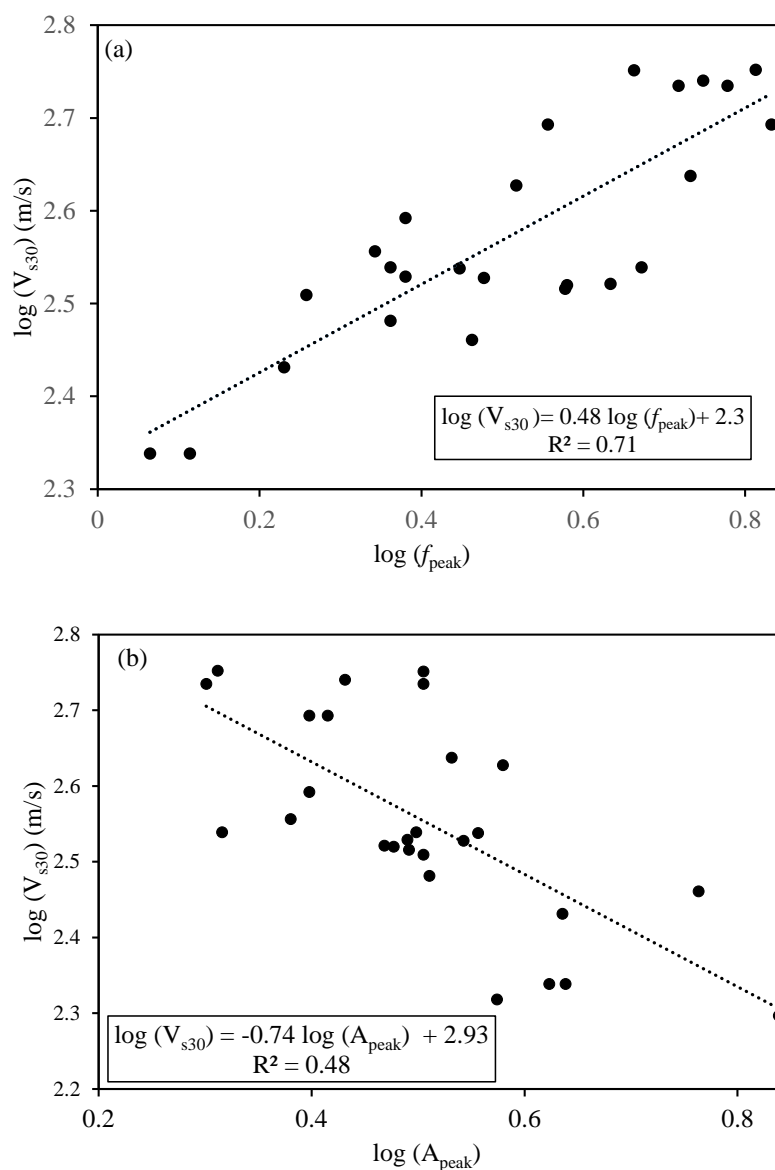 (a)
2.8
2.7
2.6
2.5
2.4
2.3
log (Vs30) (m/s)
0 0.2 0.4 0.6 0.8
log (fpeak)
log (Vs30 )= 0.48 log (fpeak)+ 2.3
R² = 0.71
(b)
2.8
2.7
2.6
2.5
2.4
2.3
2.2
log (Vs30) (m/s)
0.2 0.4 0.6 0.8
log (Apeak)
log (Vs30) = -0.74 log (Apeak) + 2.93
R² = 0.48